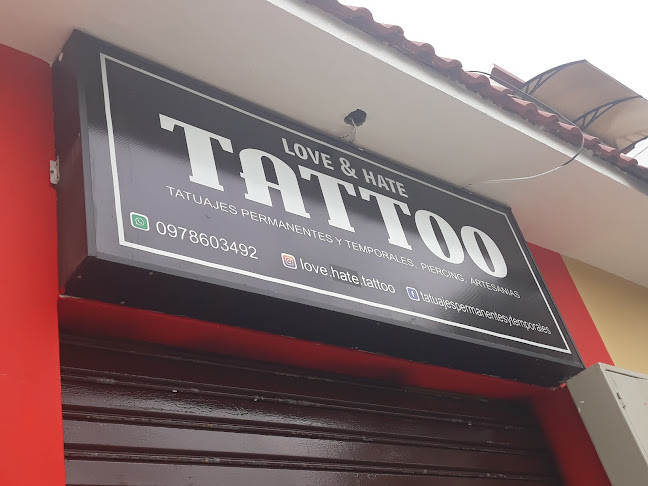 LOVE & HATE
TATTOO
TATUAJES PERMANENTES Y TEMPORALES . PIERCING . ARTESANIAS
0978603492 love.hate.tattoo tatuajespermanentesytemporales